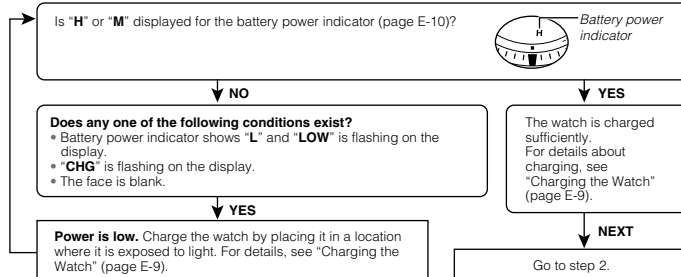 Is “H” or “M” displayed for the battery power indicator (page E-10)?
Battery power
indicator
H
NO
YES
Does any one of the following conditions exist?
• Battery power indicator shows “L” and “LOW” is flashing on the
display.
• “CHG” is flashing on the display.
• The face is blank.
The watch is charged
sufficiently.
For details about
charging, see
“Charging the Watch”
(page E-9).
YES
NEXT
Power is low. Charge the watch by placing it in a location
where it is exposed to light. For details, see “Charging the
Watch” (page E-9).
Go to step 2.